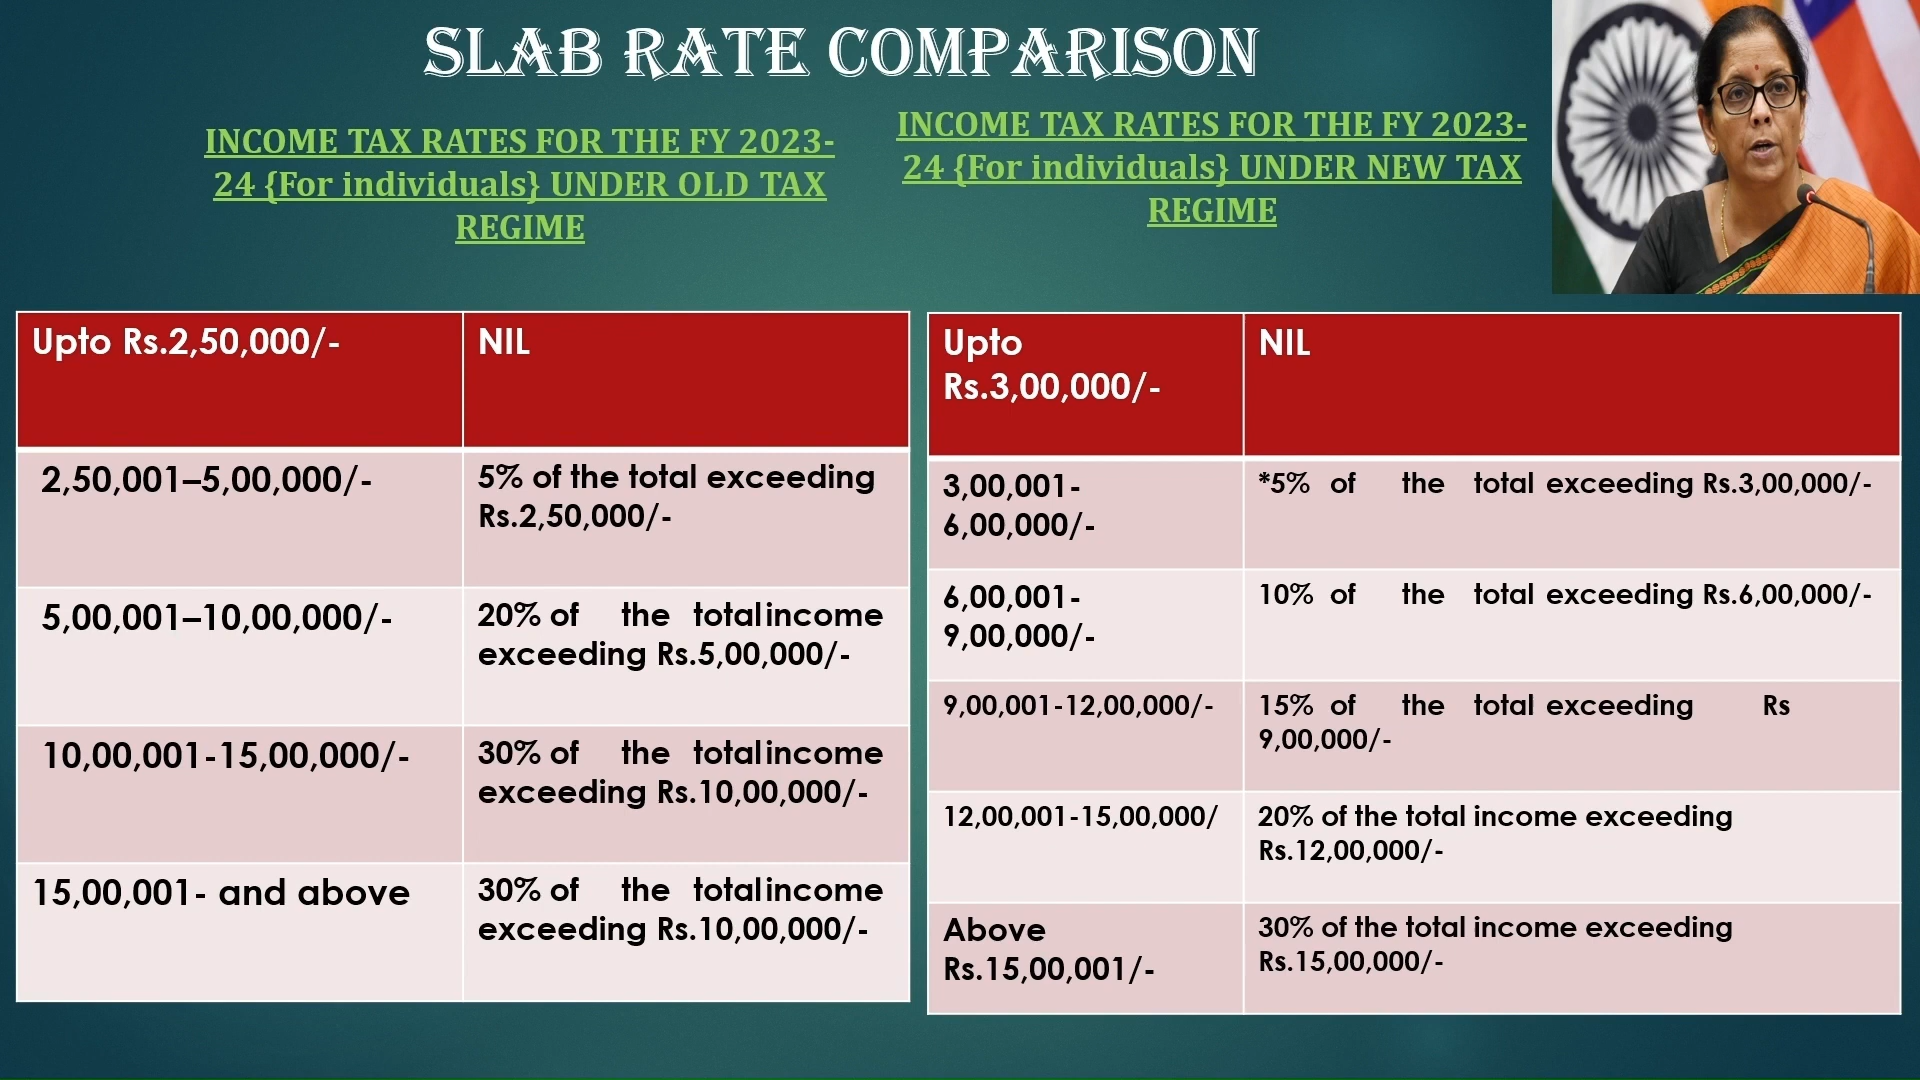 SLAB RATE COMPARISON
INCOME TAX RATES FOR THE FY 2023-
24 {For individuals} UNDER OLD TAX
REGIME
INCOME TAX RATES FOR THE FY 2023-
24 {For individuals} UNDER NEW TAX
REGIME
Upto Rs.2,50,000/-
NIL
2,50,001–5,00,000/-
5% of the total exceeding
Rs.2,50,000/-
5,00,001–10,00,000/-
20% of the totalincome
exceeding Rs.5,00,000/-
10,00,001-15,00,000/-
30% of the totalincome
exceeding Rs.10,00,000/-
15,00,001- and above
30% of the totalincome
exceeding Rs.10,00,000/-
Upto
Rs.3,00,000/-
NIL
3,00,001-
6,00,000/-
*5% of the total exceeding Rs.3,00,000/-
6,00,001-
9,00,000/-
10% of the total exceeding Rs.6,00,000/-
9,00,001-12,00,000/-
15% of the total exceeding Rs
9,00,000/-
12,00,001-15,00,000/
20% of the total income exceeding
Rs.12,00,000/-
Above
Rs.15,00,001/-
30% of the total income exceeding
Rs.15,00,000/-